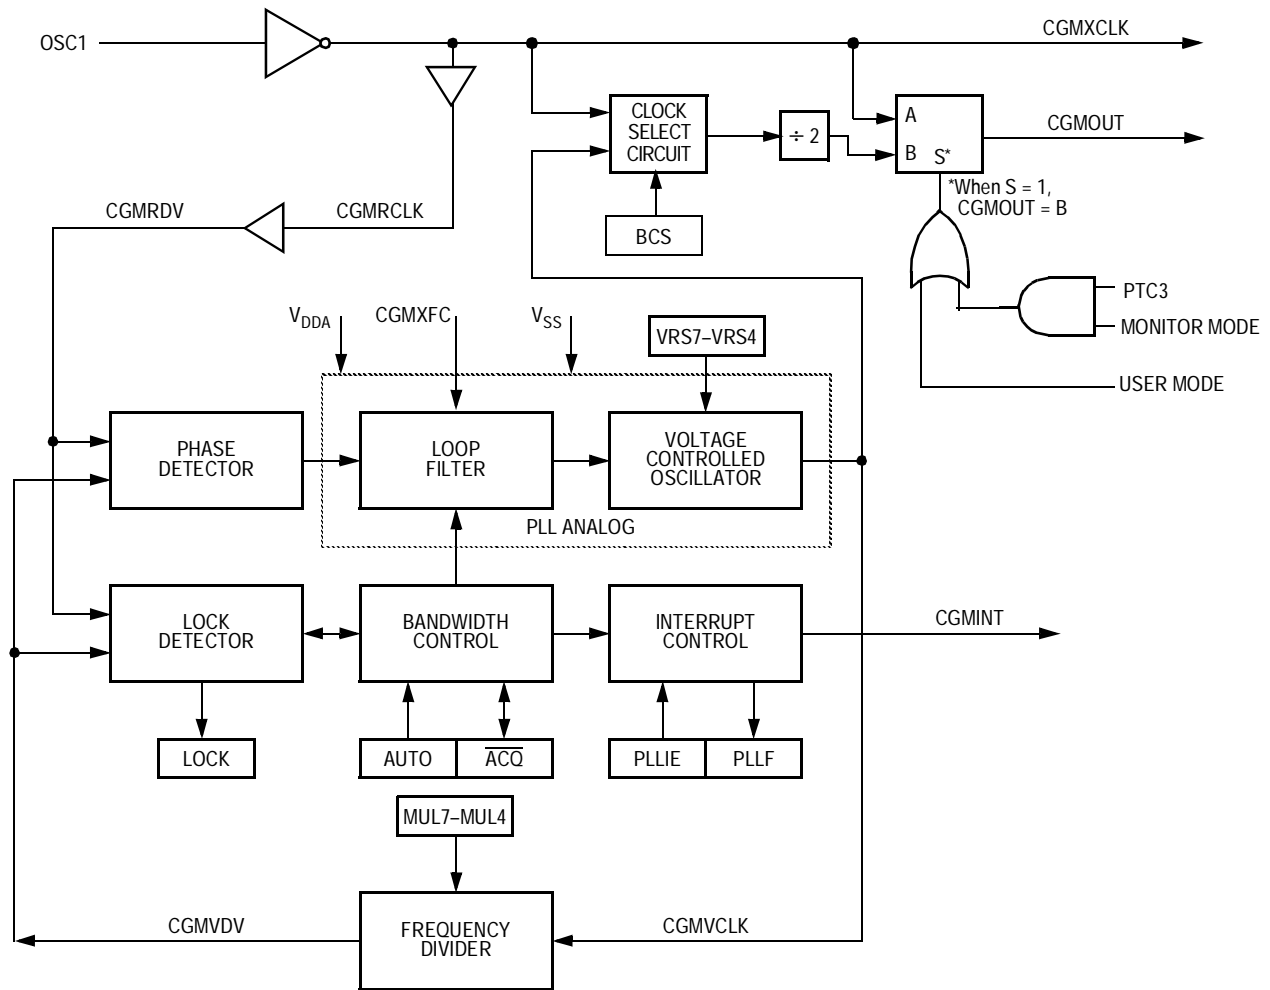 OSC1
CGMXCLK
CLOCK
SELECT
CIRCUIT
÷ 2
A
B
S*
CGMOUT
*When S = 1,
CGMOUT = B
CGMRDV
CGMRCLK
BCS
PTC3
MONITOR MODE
USER MODE
VDDA
CGMXFC
VSS
VRS7–VRS4
PHASE
DETECTOR
LOOP
FILTER
VOLTAGE
CONTROLLED
OSCILLATOR
PLL ANALOG
LOCK
DETECTOR
BANDWIDTH
CONTROL
INTERRUPT
CONTROL
CGMINT
LOCK
AUTO
ACQ
PLLIE
PLLF
MUL7–MUL4
CGMVDV
FREQUENCY
DIVIDER
CGMVCLK